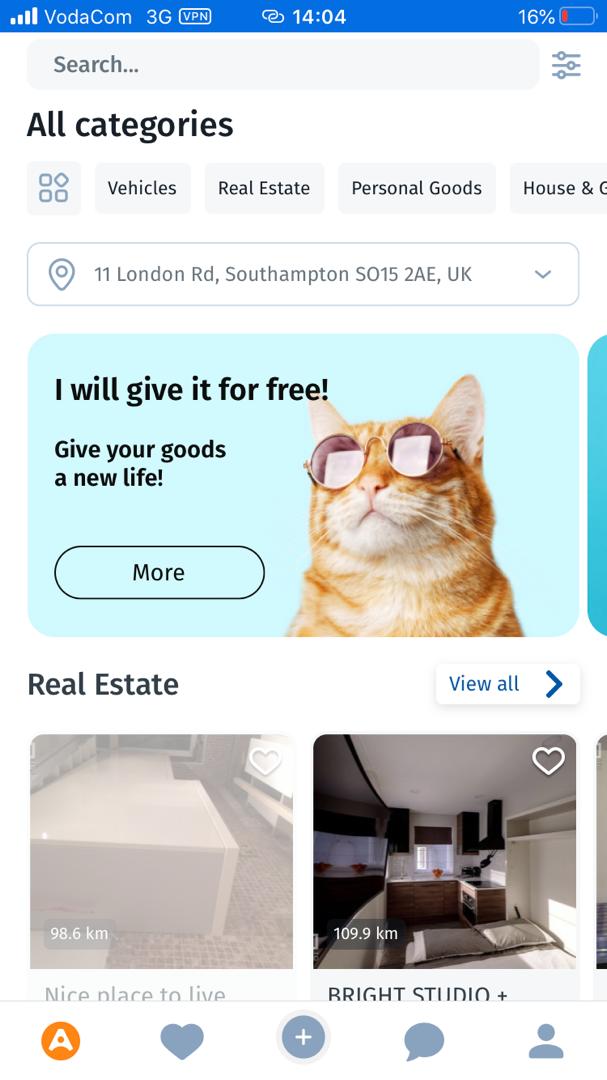 VodaCom 3G VPN 14:04 16%
Search...
All categories
Vehicles Real Estate Personal Goods House & G
11 London Rd, Southampton SO15 2AE, UK
I will give it for free!
Give your goods
a new life!
More
Real Estate View all
98.6 km 109.9 km
Nice place to live BRIGHT STUDIO +